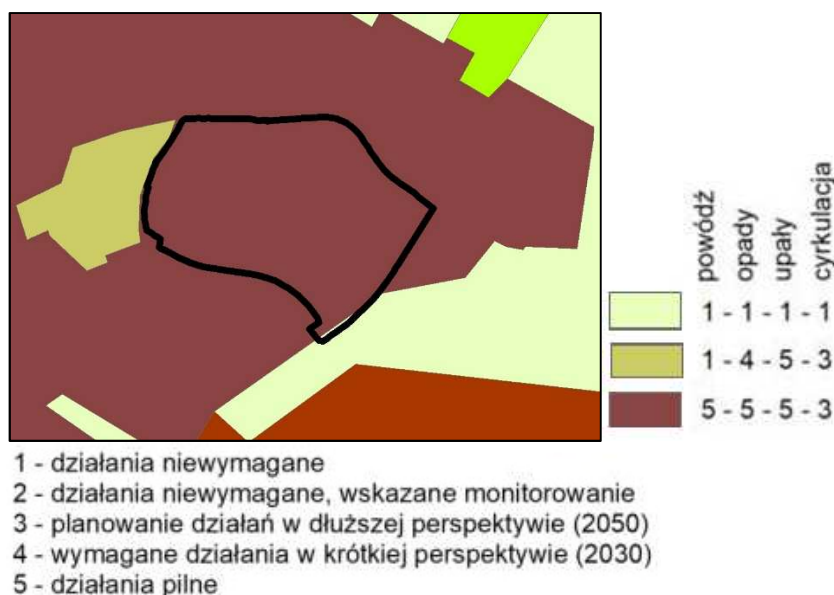 powódź
opady
upały
cyrkulacja
1 - 1 - 1 - 1
1 - 4 - 5 - 3
5 - 5 - 5 - 3
1 - działania niewymagane
2 - działania niewymagane, wskazane monitorowanie
3 - planowanie działań w dłuższej perspektywie (2050)
4 - wymagane działania w krótkiej perspektywie (2030)
5 - działania pilne